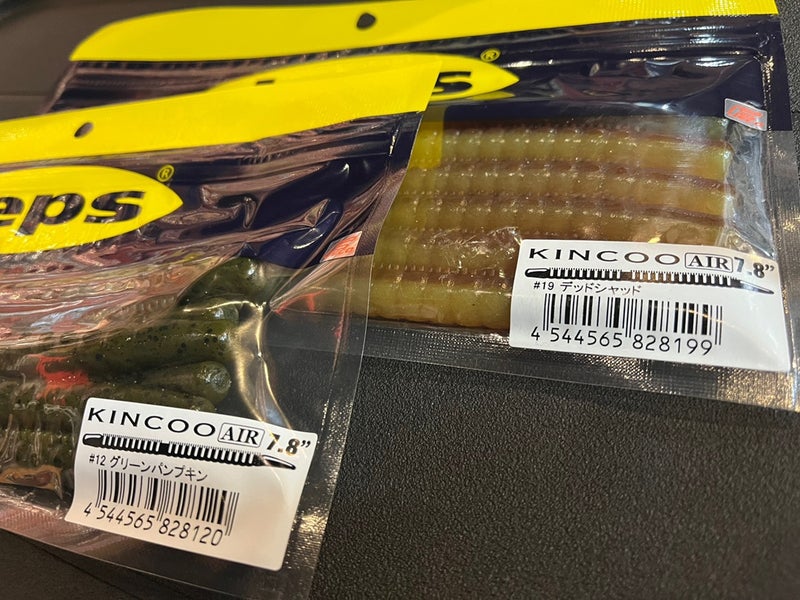 eps®
KINCOO AIR 7.8”
#19 デッドシャッド
4 544565 828199
deps®
KINCOO AIR 7.8”
#12 グリーンパンプキン
4 544565 828120